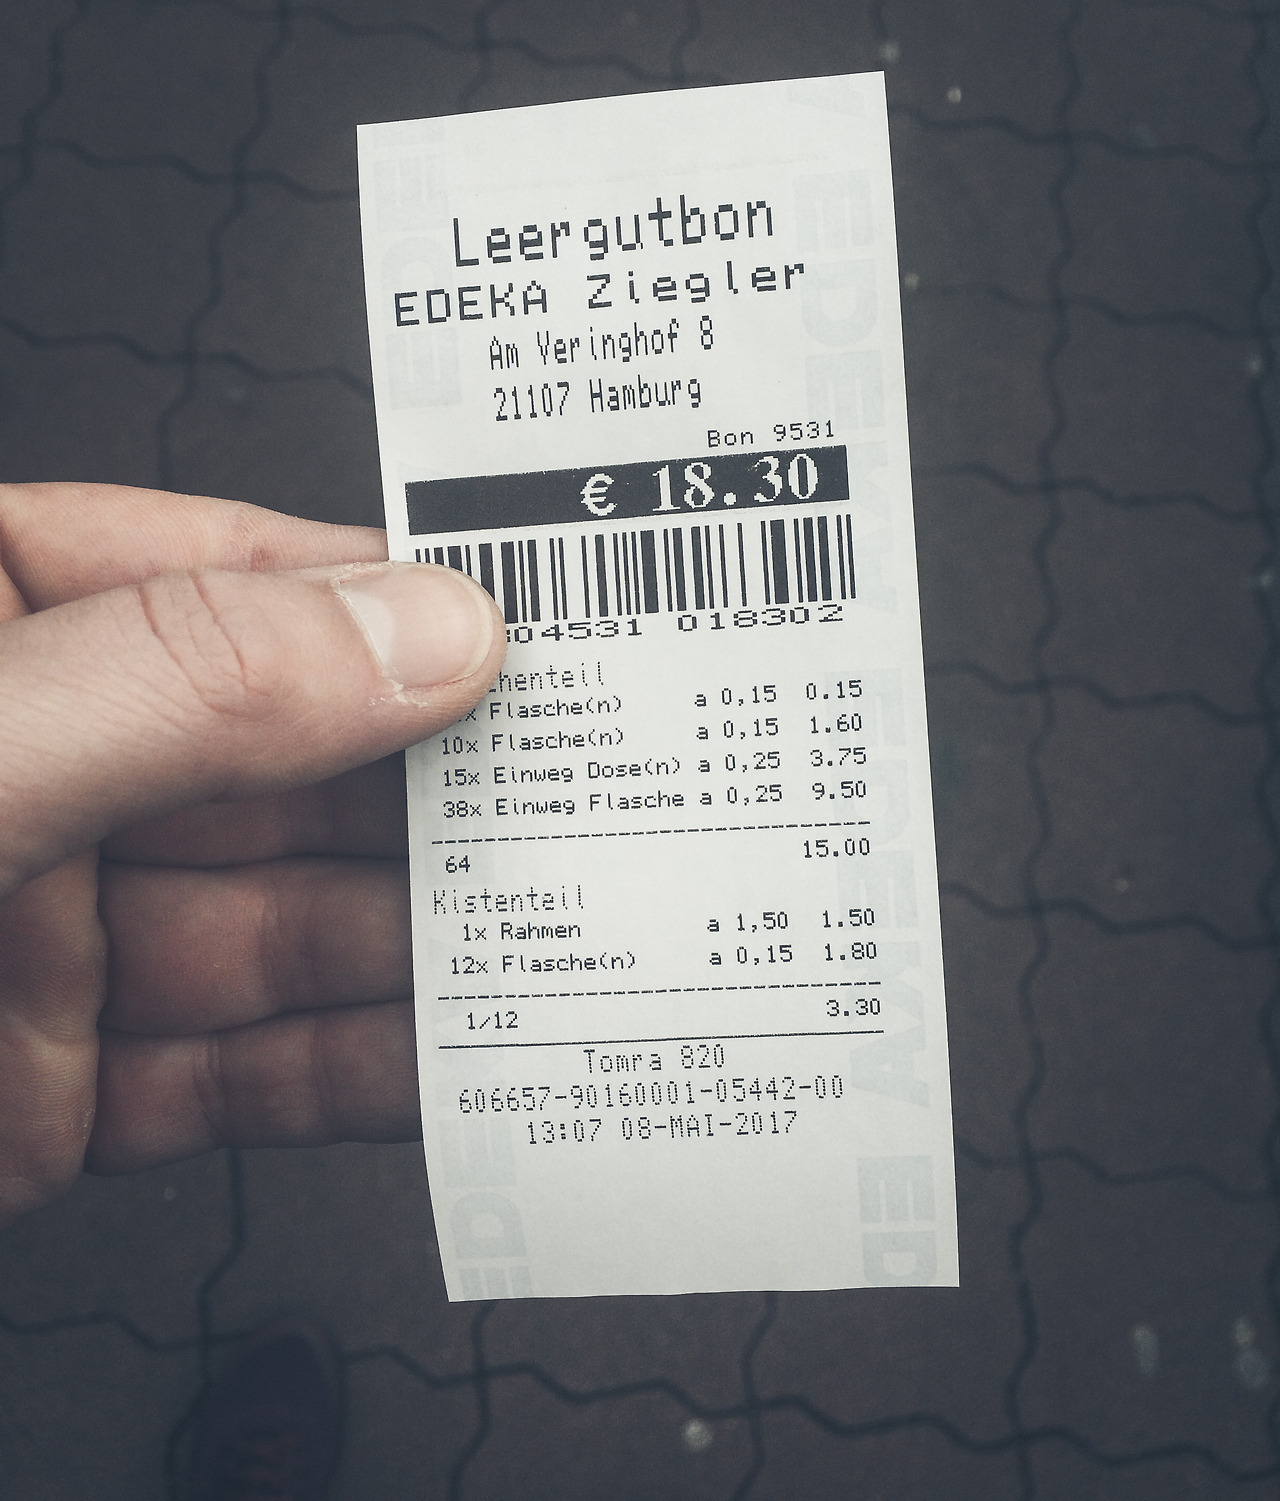 Leergutbon
EDEKA Ziegler
Am Veringhof 8
21107 Hamburg
Bon 9531
€ 18.30
04531 018302
henteil
x Flasche(n) a 0,15 0.15
10x Flasche(n) a 0,15 1.60
15x Einweg Dose(n) a 0,25 3.75
38x Einweg Flasche a 0,25 9.50
64 15.00
Kistenteil
1x Rahmen a 1,50 1.50
12x Flasche(n) a 0,15 1.80
1/12 3.30
Tomra 820
606657-90160001-05442-00
13:07 08-MAI-2017